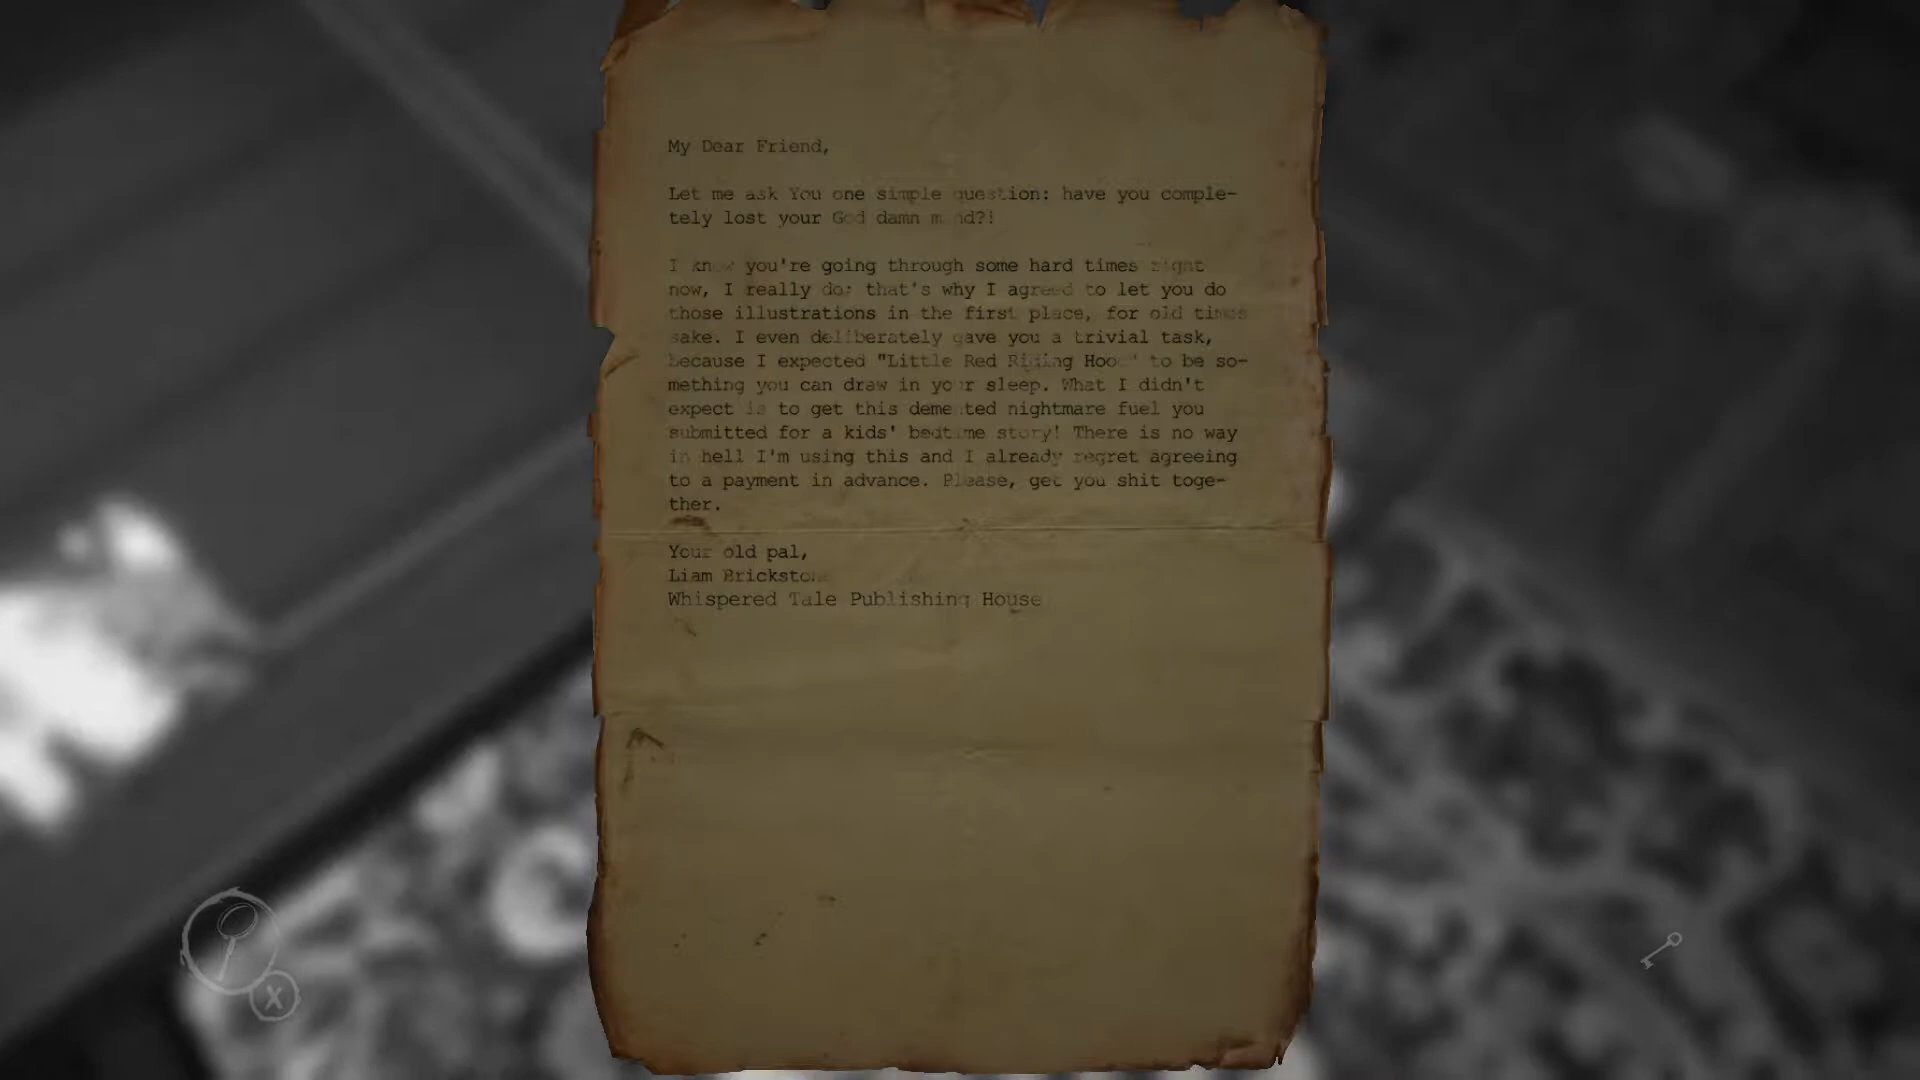 My Dear Friend,
Let me ask You one simple question: have you comple-
tely lost your God damn mind?!
I know you're going through some hard times right
now, I really do; that's why I agreed to let you do
those illustrations in the first place, for old times
sake. I even deliberately gave you a trivial task,
because I expected "Little Red Riding Hood" to be so-
mething you can draw in your sleep. What I didn't
expect is to get this demented nightmare fuel you
submitted for a kids' bedtime story! There is no way
in hell I'm using this and I already regret agreeing
to a payment in advance. Please, get you shit toge-
ther.
Your old pal,
Liam Brickstone
Whispered Tale Publishing House
X